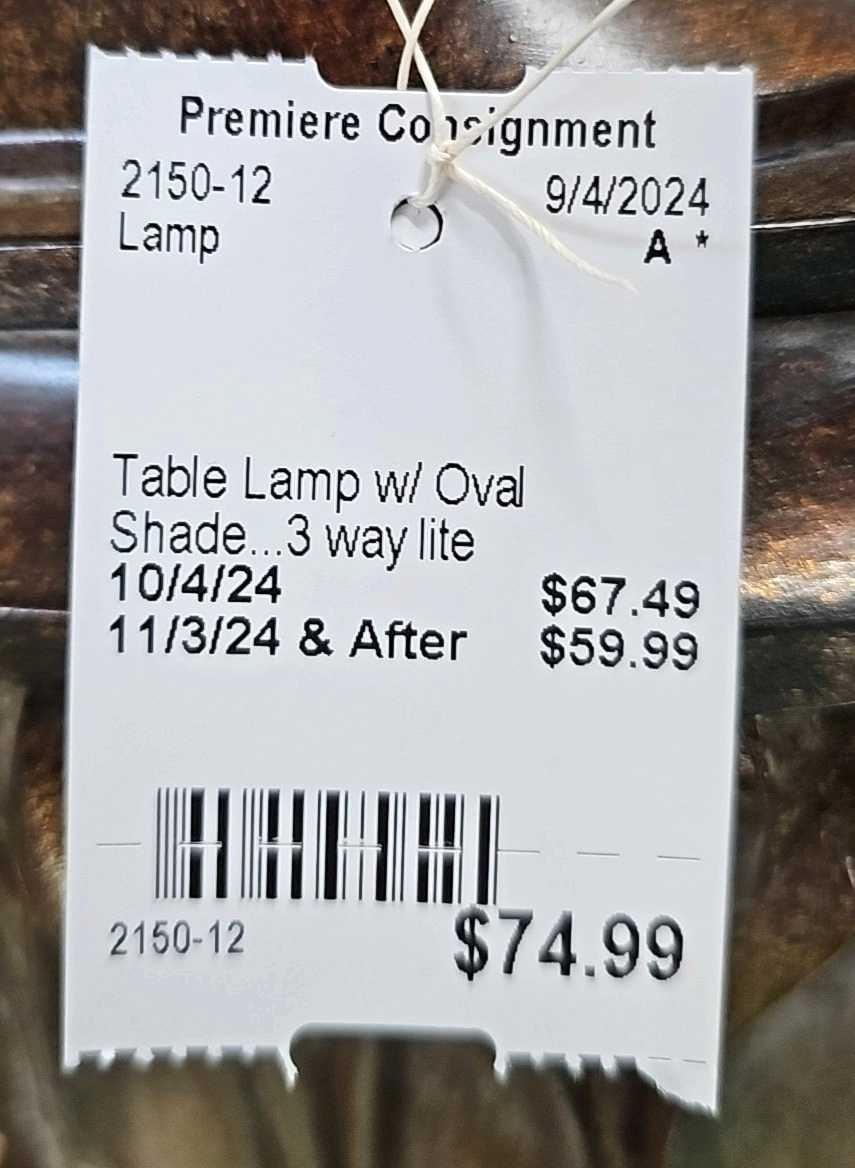 Premiere Consignment
2150-12 9/4/2024
Lamp A *
Table Lamp w/ Oval
Shade...3 way lite
10/4/24 $67.49
11/3/24 & After $59.99
2150-12 $74.99